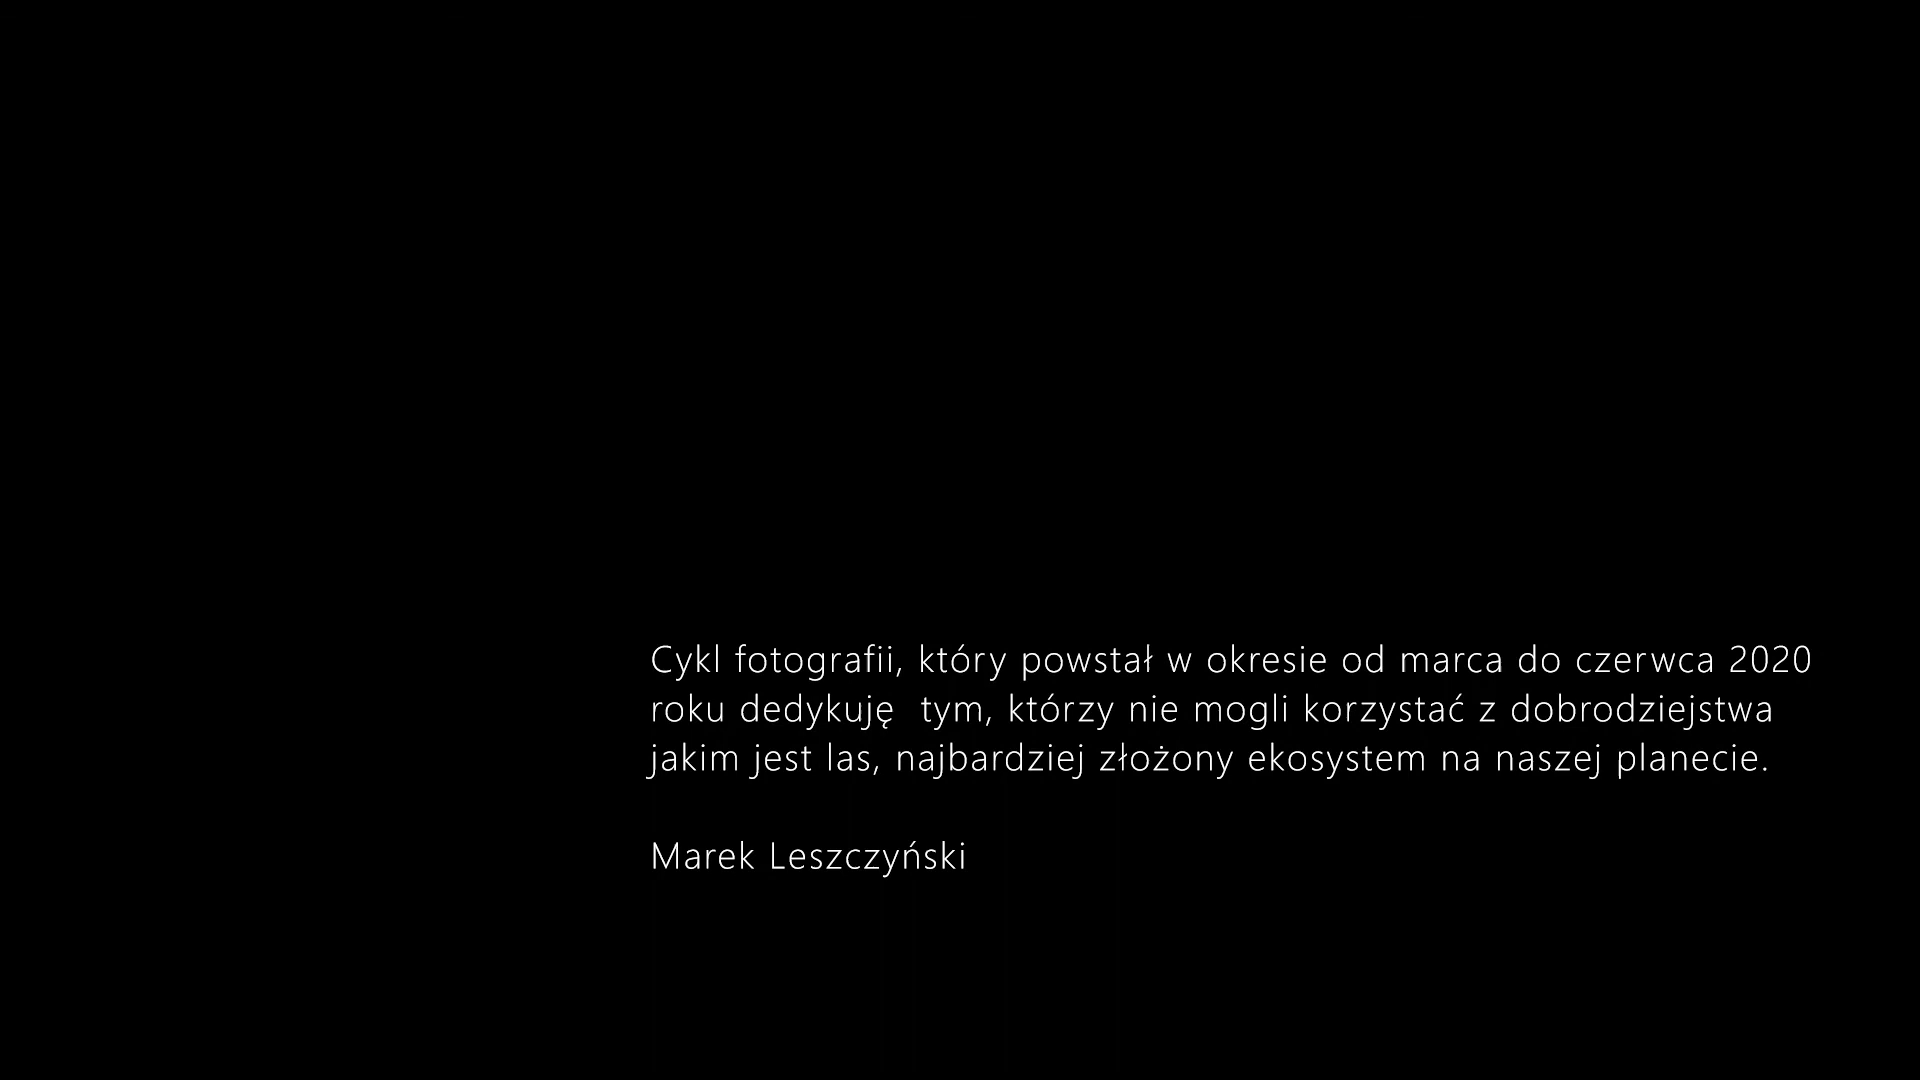 Cykl fotografii, który powstał w okresie od marca do czerwca 2020
roku dedykuję  tym, którzy nie mogli korzystać z dobrodziejstwa
jakim jest las, najbardziej złożony ekosystem na naszej planecie.
Marek Leszczyński